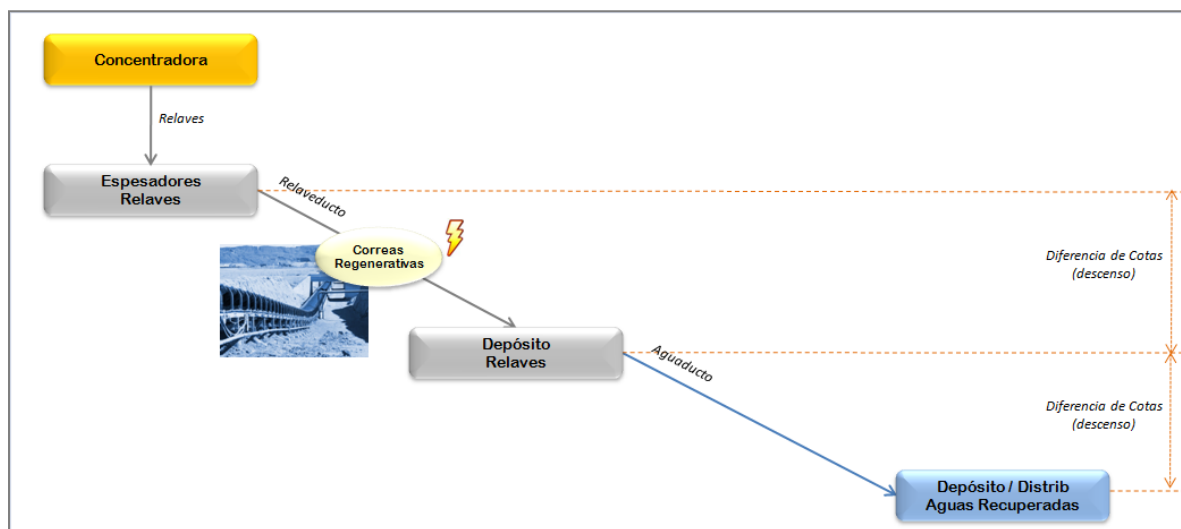 Concentradora
Relaves
Espesadores
Relaves
Relaveducto
Correas
Regenerativas
Diferencia de Cotas
(descenso)
Depósito
Relaves
Aguaducto
Diferencia de Cotas
(descenso)
Depósito / Distrib
Aguas Recuperadas